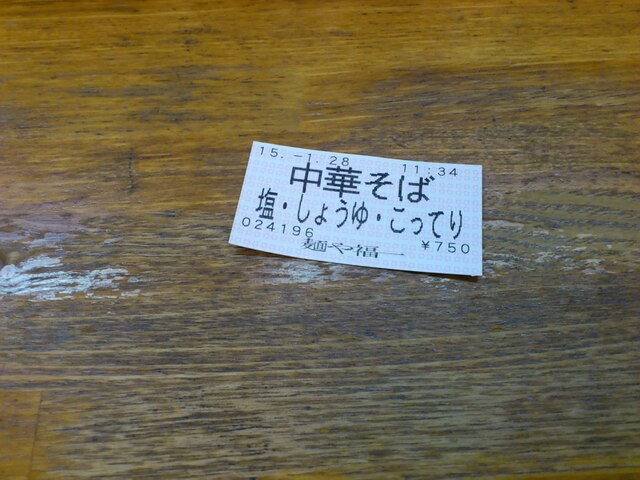 15.-1.28 11:34
中華そば
塩・しょうゆ・こってり
024196 ¥750
麺や福一